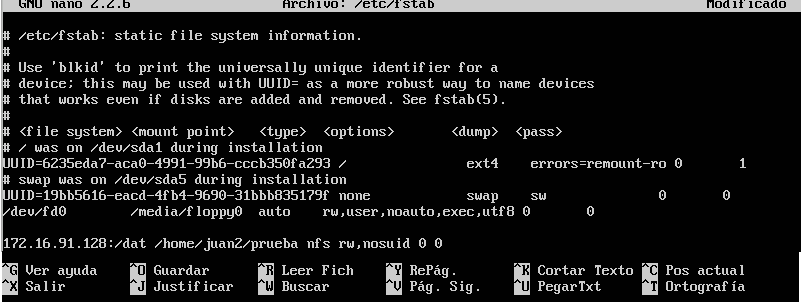 GNU nano 2.2.6 Archivo: /etc/fstab Modificado
# /etc/fstab: static file system information.
#
# Use 'blkid' to print the universally unique identifier for a
# device; this may be used with UUID= as a more robust way to name devices
# that works even if disks are added and removed. See fstab(5).
#
# <file system> <mount point>   <type>  <options>       <dump>  <pass>
# / was on /dev/sda1 during installation
UUID=6235eda7-aca0-4991-99b6-cccb350fa293 /               ext4    errors=remount-ro 0       1
# swap was on /dev/sda5 during installation
UUID=19bb5616-eacd-4fb4-9690-31bbb835179f none            swap    sw              0       0
/dev/fd0        /media/floppy0  auto    rw,user,noauto,exec,utf8 0       0
172.16.91.128:/dat /home/juan2/prueba nfs rw,nosuid 0 0
^G Ver ayuda ^O Guardar ^R Leer Fich ^Y RePág. ^K Cortar Texto ^C Pos actual
^X Salir ^J Justificar ^W Buscar ^V Pág. Sig. ^U PegarTxt ^T Ortografía